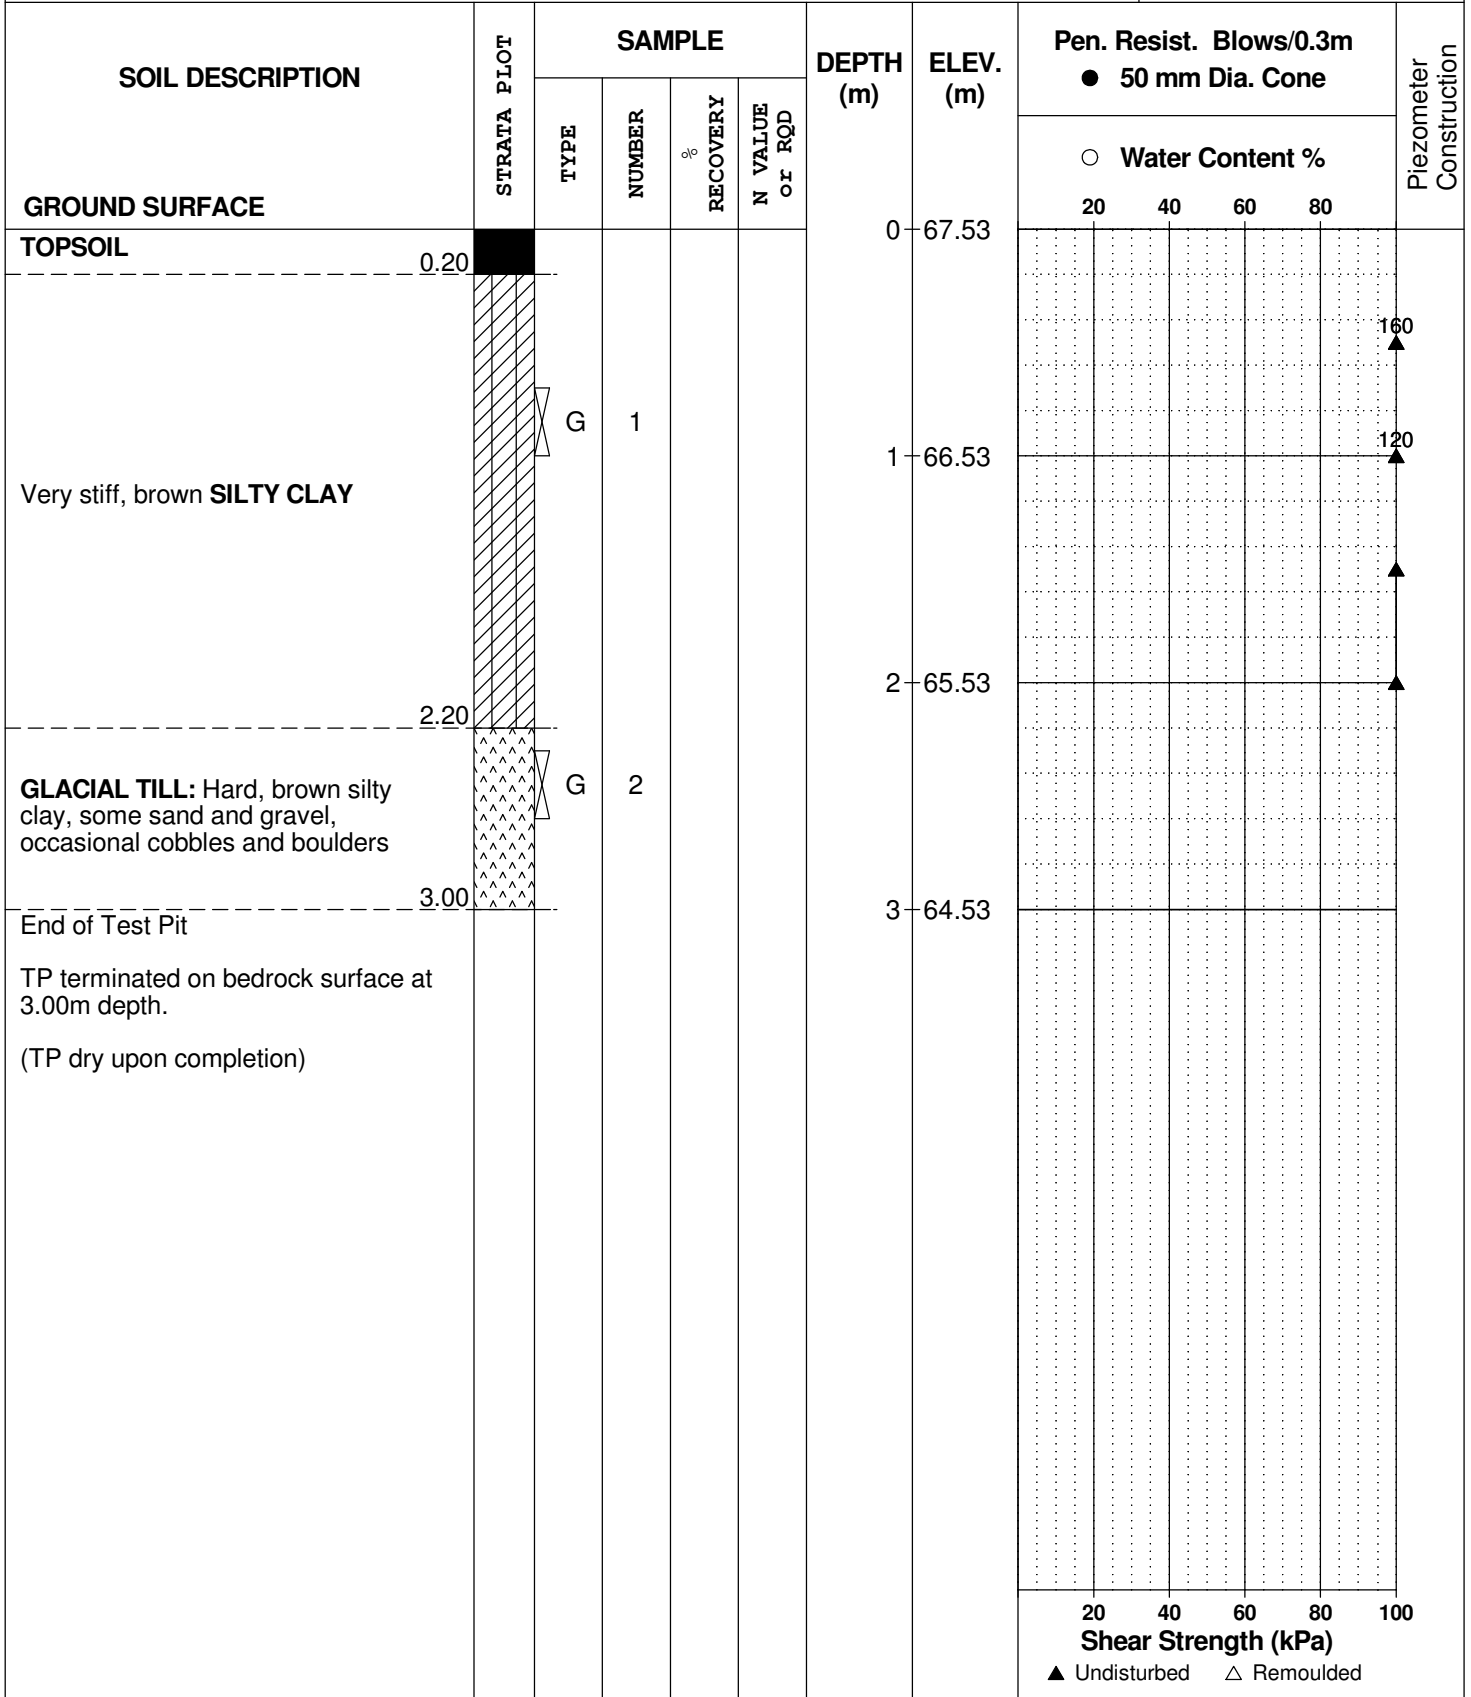 SOIL DESCRIPTION
GROUND SURFACE
STRATA PLOT
SAMPLE
TYPE
NUMBER
%
RECOVERY
N VALUE
or RQD
DEPTH
(m)
ELEV.
(m)
Pen. Resist. Blows/0.3m
● 50 mm Dia. Cone
○ Water Content %
20 40 60 80
Piezometer
Construction
TOPSOIL
0.20
0 67.53
160
G 1
120
1 66.53
Very stiff, brown SILTY CLAY
2 65.53
2.20
GLACIAL TILL: Hard, brown silty
clay, some sand and gravel,
occasional cobbles and boulders
G 2
3.00
3 64.53
End of Test Pit
TP terminated on bedrock surface at
3.00m depth.
(TP dry upon completion)
20 40 60 80 100
Shear Strength (kPa)
▲ Undisturbed △ Remoulded